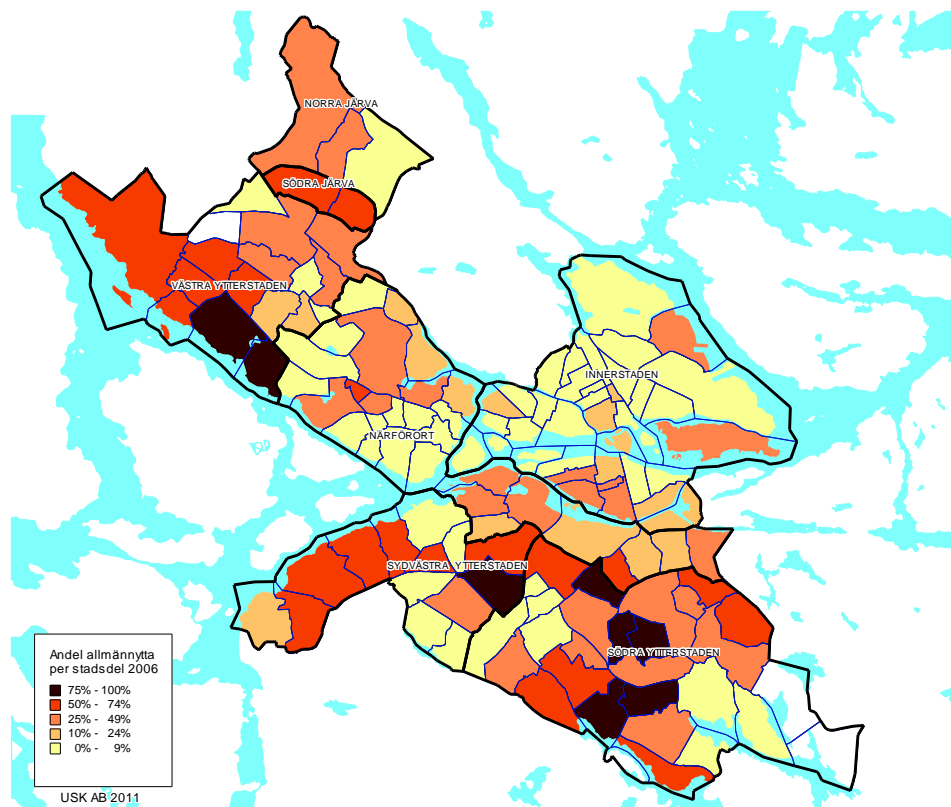 NORRA JÄRVA
SÖDRA JÄRVA
VÄSTRA YTTERSTADEN
INNERSTADEN
NÄRFÖRORT
SYDVÄSTRA YTTERSTADEN
SÖDRA YTTERSTADEN
Andel allmännytta
per stadsdel 2006
75% - 100%
50% - 74%
25% - 49%
10% - 24%
0% - 9%
USK AB 2011